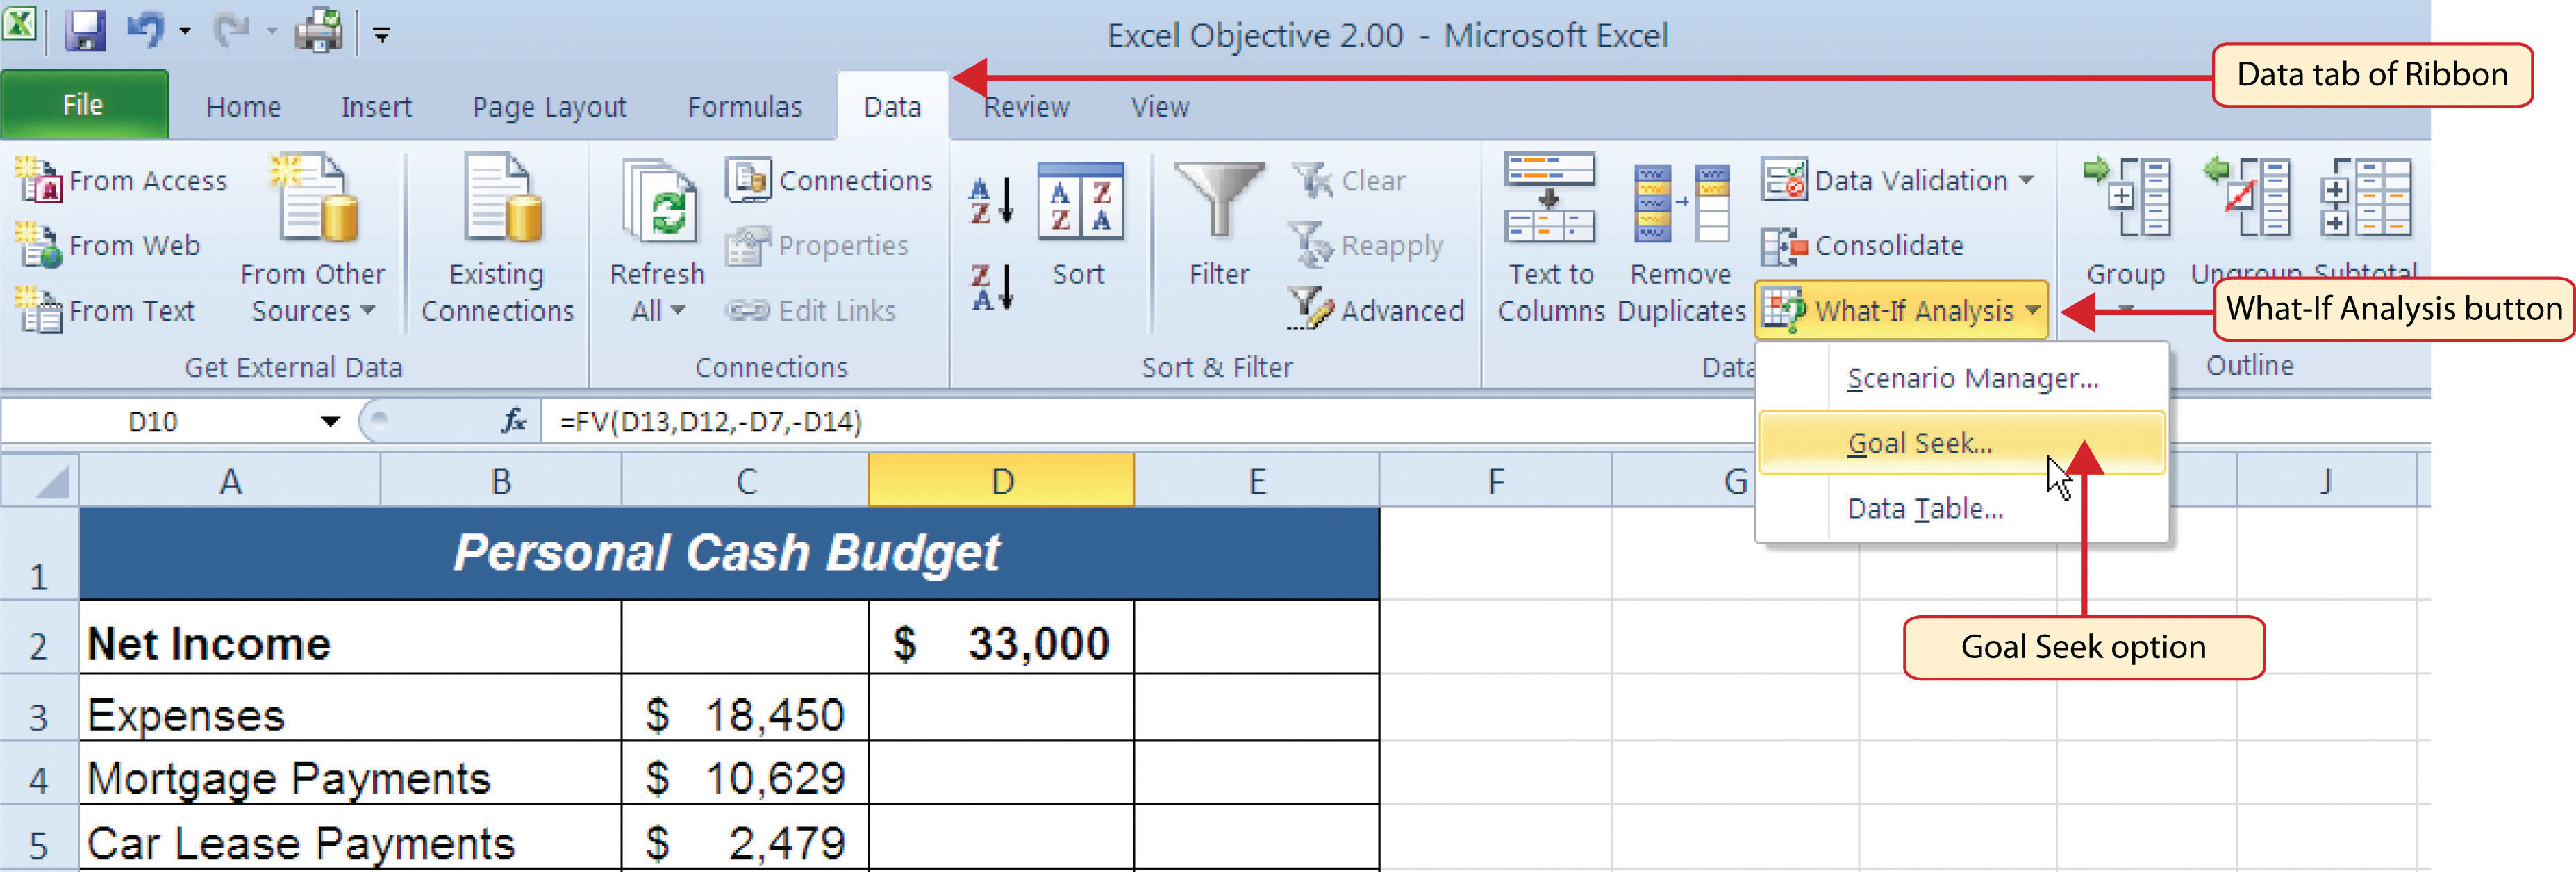 Excel Objective 2.00 - Microsoft Excel
Data tab of Ribbon
File Home Insert Page Layout Formulas Data Review View
From Access
From Web
From Text
From Other
Sources
Existing
Connections
Get External Data
Refresh
All
Connections
Properties
Edit Links
Connections
A
Z
Z
A
A Z
Z A
Sort
Filter
Clear
Reapply
Advanced
Sort & Filter
Text to
Columns
Remove
Duplicates
Data Validation
Consolidate
What-If Analysis
Data
Group Ungroup Subtotal
What-If Analysis button
Outline
Scenario Manager...
Goal Seek...
Data Table...
Goal Seek option
D10 fx =FV(D13,D12,-D7,-D14)
A B C D E F G J
1 Personal Cash Budget
2 Net Income $ 33,000
3 Expenses $ 18,450
4 Mortgage Payments $ 10,629
5 Car Lease Payments $ 2,479